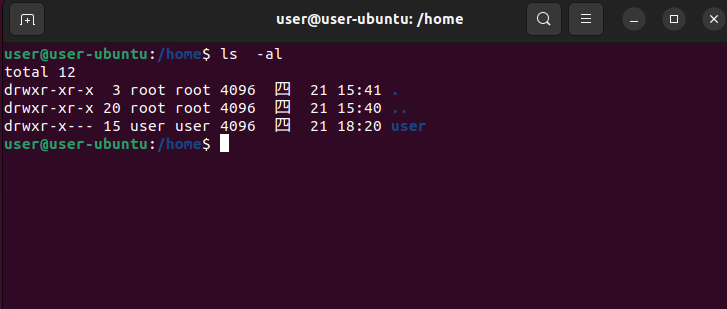 user@user-ubuntu: /home
user@user-ubuntu:/home$ ls  -al
total 12
drwxr-xr-x  3 root root 4096  四  21 15:41 .
drwxr-xr-x 20 root root 4096  四  21 15:40 ..
drwxr-x--- 15 user user 4096  四  21 18:20 user
user@user-ubuntu:/home$